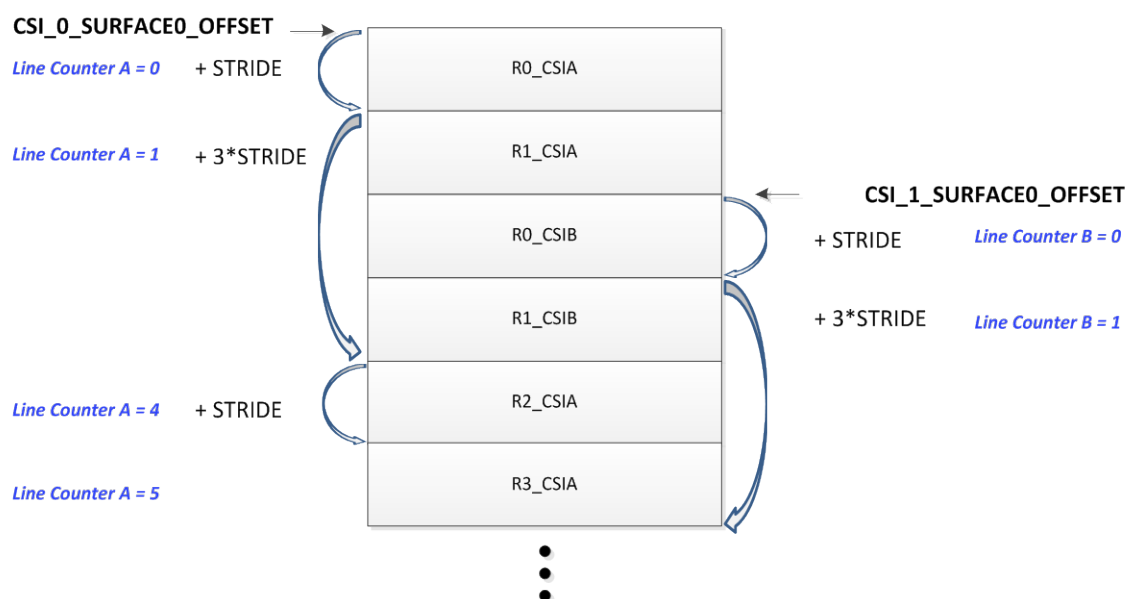 CSI_0_SURFACE0_OFFSET
Line Counter A = 0 + STRIDE
R0_CSIA
Line Counter A = 1 + 3*STRIDE
R1_CSIA
CSI_1_SURFACE0_OFFSET
R0_CSIB
+ STRIDE Line Counter B = 0
R1_CSIB
+ 3*STRIDE Line Counter B = 1
Line Counter A = 4 + STRIDE
R2_CSIA
Line Counter A = 5
R3_CSIA